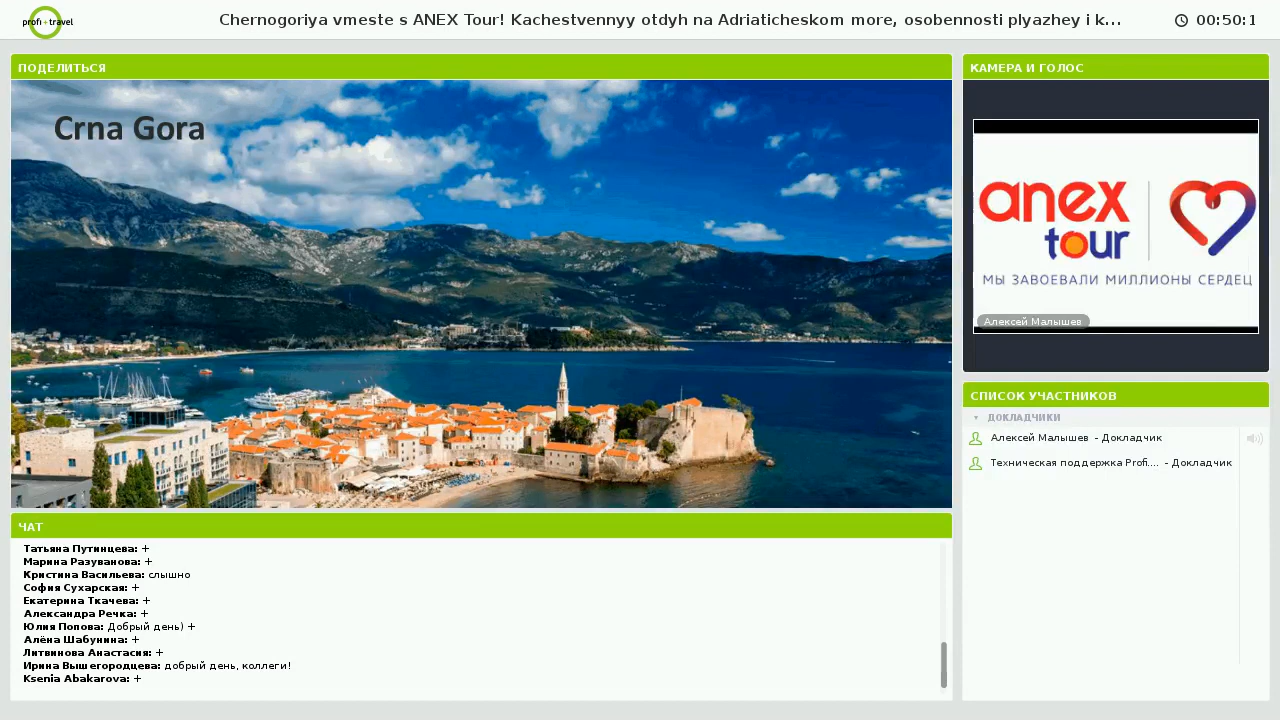 profi travel
Chernogoriya vmeste s ANEX Tour! Kachestvennyy otdyh na Adriaticheskom more, osobennosti plyazhey i k...
00:50:1
ПОДЕЛИТЬСЯ
Crna Gora
КАМЕРА И ГОЛОС
anex
tour
МЫ ЗАВОЕВАЛИ МИЛЛИОНЫ СЕРДЕЦ
Алексей Малышев
СПИСОК УЧАСТНИКОВ
ДОКЛАДЧИКИ
Алексей Малышев - Докладчик
Техническая поддержка Profi.... - Докладчик
ЧАТ
Татьяна Путинцева: +
Марина Разуванова: +
Кристина Васильева: слышно
София Сухарская: +
Екатерина Ткачева: +
Александра Речка: +
Юлия Попова: Добрый день) +
Алёна Шабунина: +
Литвинова Анастасия: +
Ирина Вышегородцева: добрый день, коллеги!
Ksenia Abakarova: +